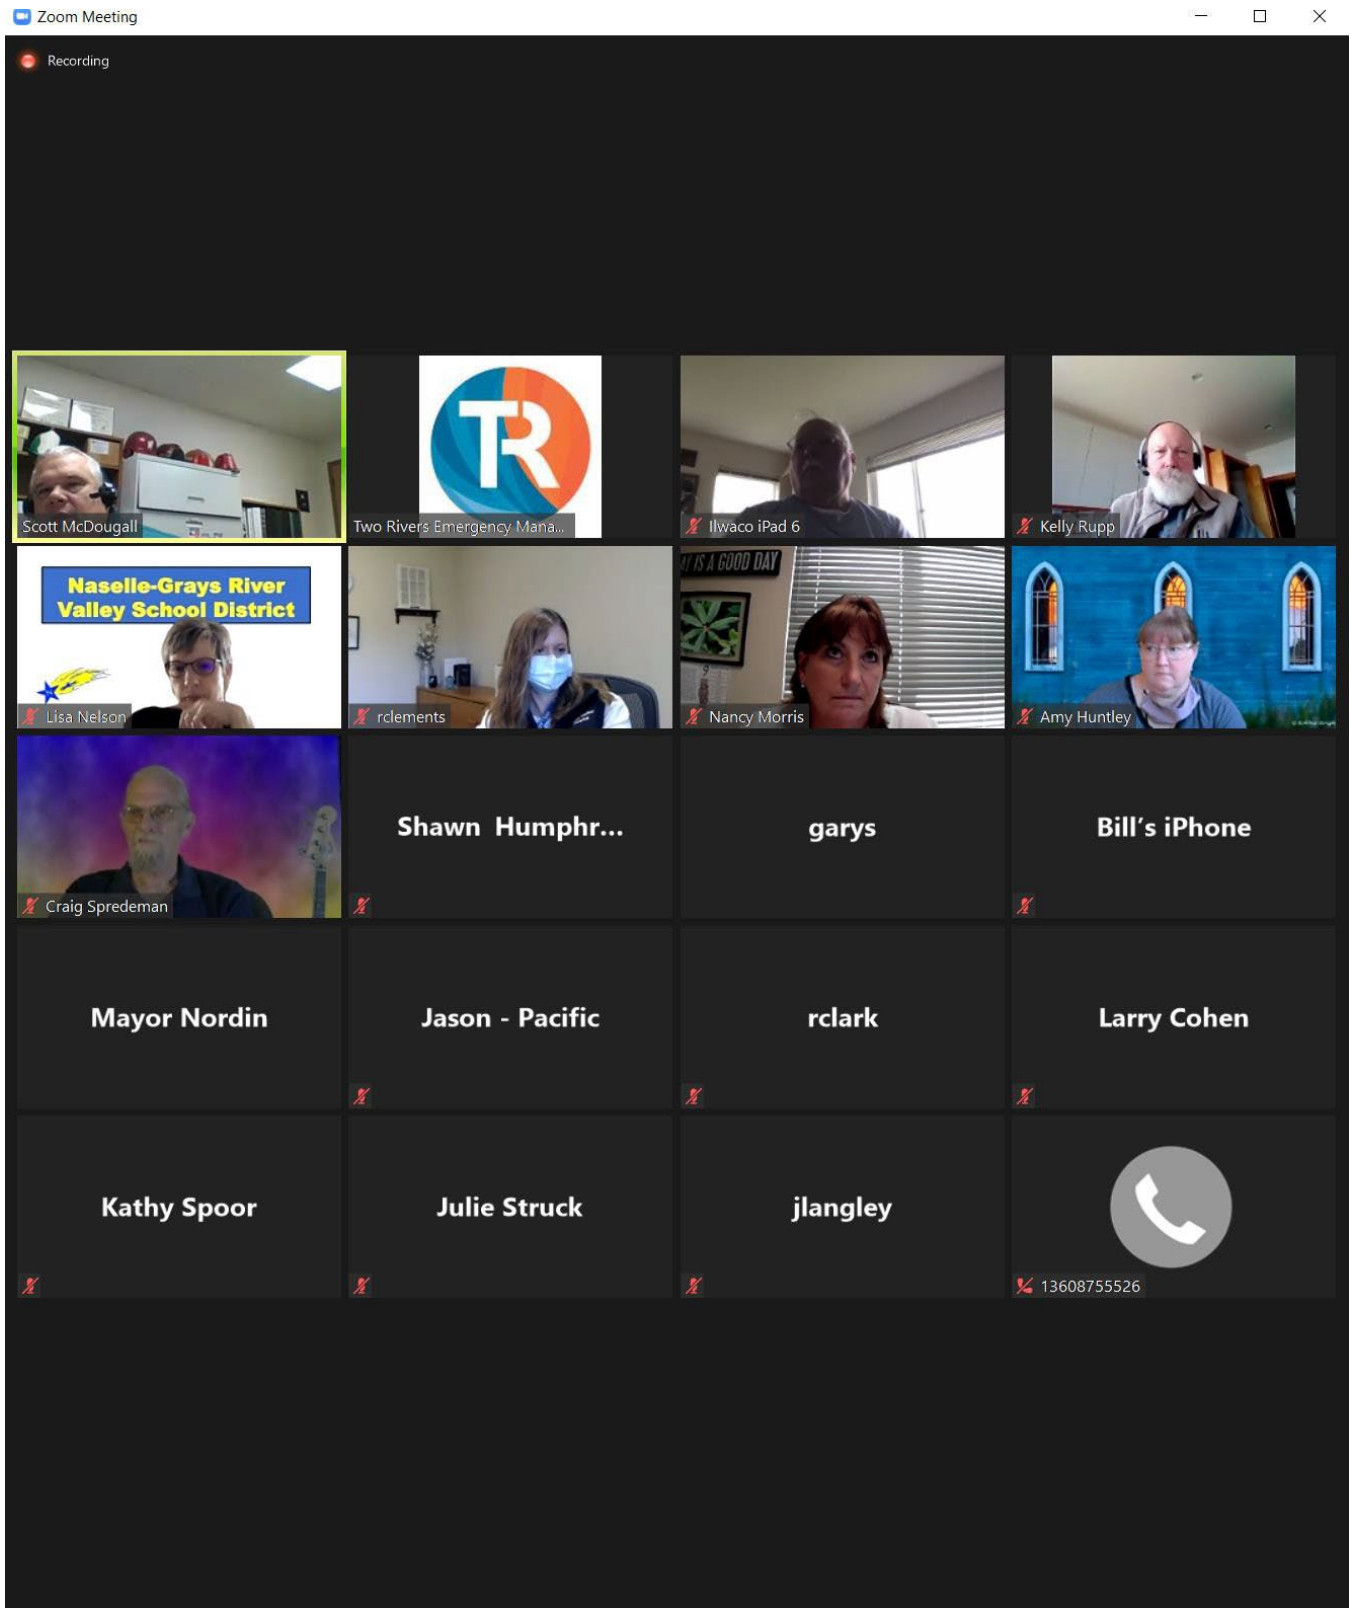 Zoom Meeting
Recording
Scott McDougall
TR
Two Rivers Emergency Mana...
Ilwaco iPad 6
Kelly Rupp
Naselle-Grays River
Valley School District
Lisa Nelson
rclements
IS A GOOD DAY
9
Nancy Morris
Amy Huntley
Craig Spredeman
Shawn Humphr...
garys
Bill's iPhone
Mayor Nordin
Jason - Pacific
rclark
Larry Cohen
Kathy Spoor
Julie Struck
jlangley
13608755526